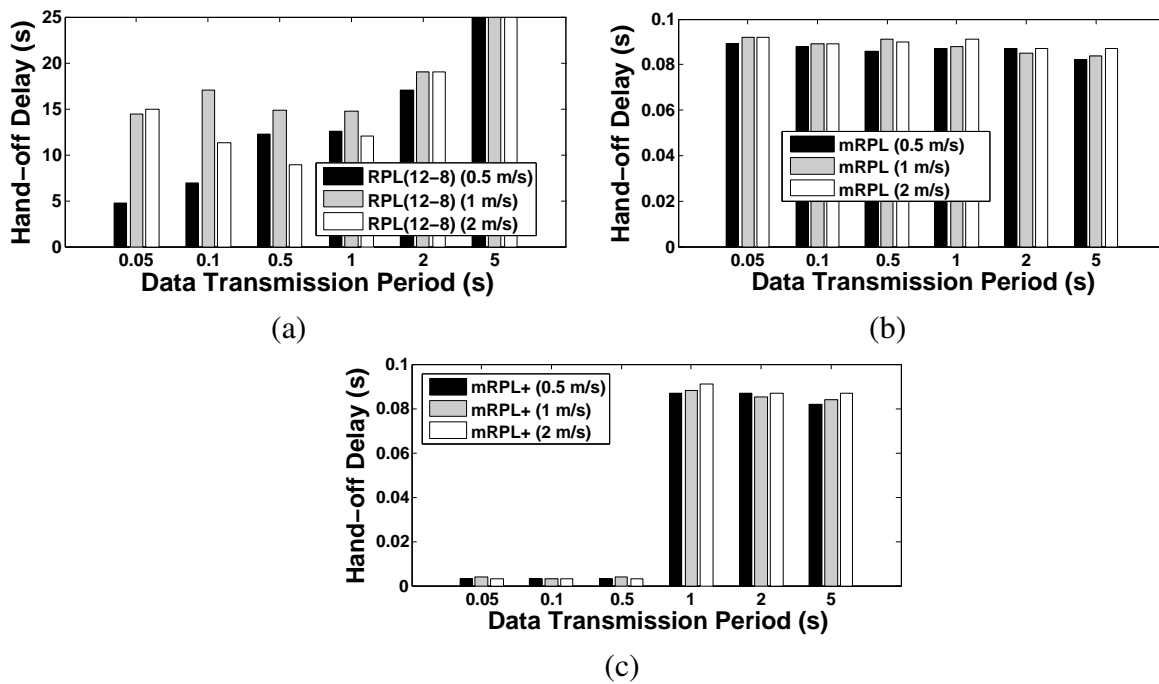 25
20
15
10
5
0
Hand-off Delay (s)
RPL(12-8) (0.5 m/s)
RPL(12-8) (1 m/s)
RPL(12-8) (2 m/s)
0.05 0.1 0.5 1 2 5
Data Transmission Period (s)
(a)
0.1
0.08
0.06
0.04
0.02
0
Hand-off Delay (s)
mRPL (0.5 m/s)
mRPL (1 m/s)
mRPL (2 m/s)
0.05 0.1 0.5 1 2 5
Data Transmission Period (s)
(b)
0.1
0.08
0.06
0.04
0.02
0
Hand-off Delay (s)
mRPL+ (0.5 m/s)
mRPL+ (1 m/s)
mRPL+ (2 m/s)
0.05 0.1 0.5 1 2 5
Data Transmission Period (s)
(c)